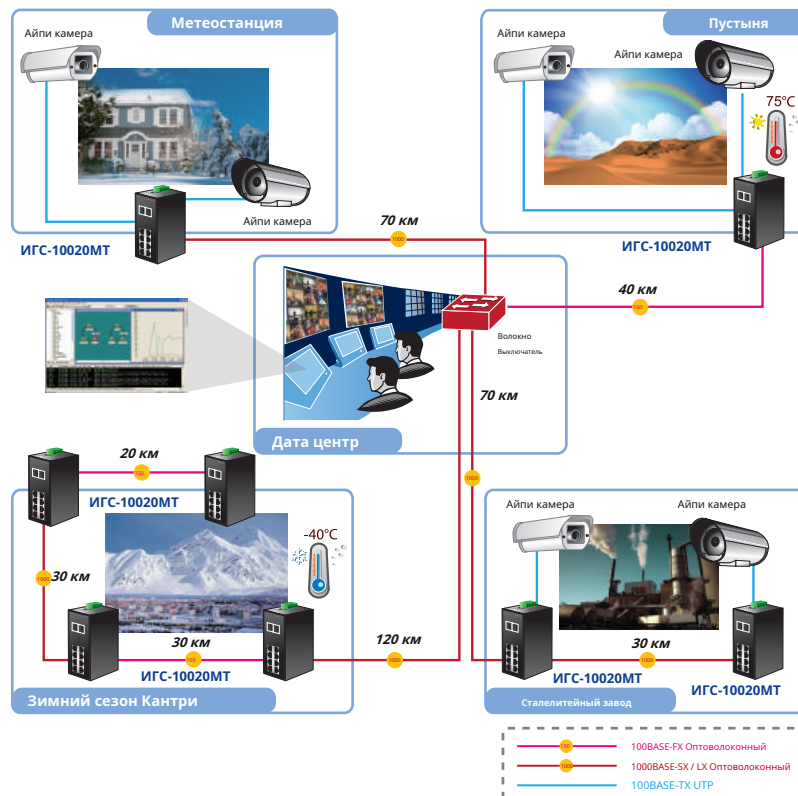 Метеостанция
Айпи камера
Айпи камера
ИГС-10020МТ
Пустыня
Айпи камера
Айпи камера
75°C
ИГС-10020МТ
70 км
1000
40 км
100
Волокно
Выключатель
Дата центр
70 км
1000
20 км
100
ИГС-10020МТ
-40°C
1000
30 км
30 км
100
ИГС-10020МТ
120 км
1000
Зимний сезон Кантри
Айпи камера
Айпи камера
30 км
1000
ИГС-10020МТ
ИГС-10020МТ
Сталелитейный завод
100
100BASE-FX Оптоволоконный
1000
1000BASE-SX / LX Оптоволоконный
100BASE-TX UTP